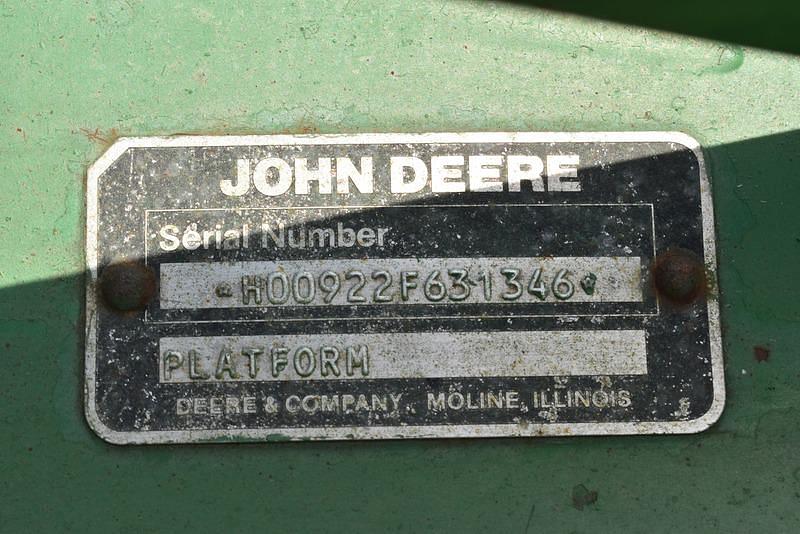 JOHN DEERE
Serial Number
H00922F631346
PLATFORM
DEERE & COMPANY MOLINE, ILLINOIS